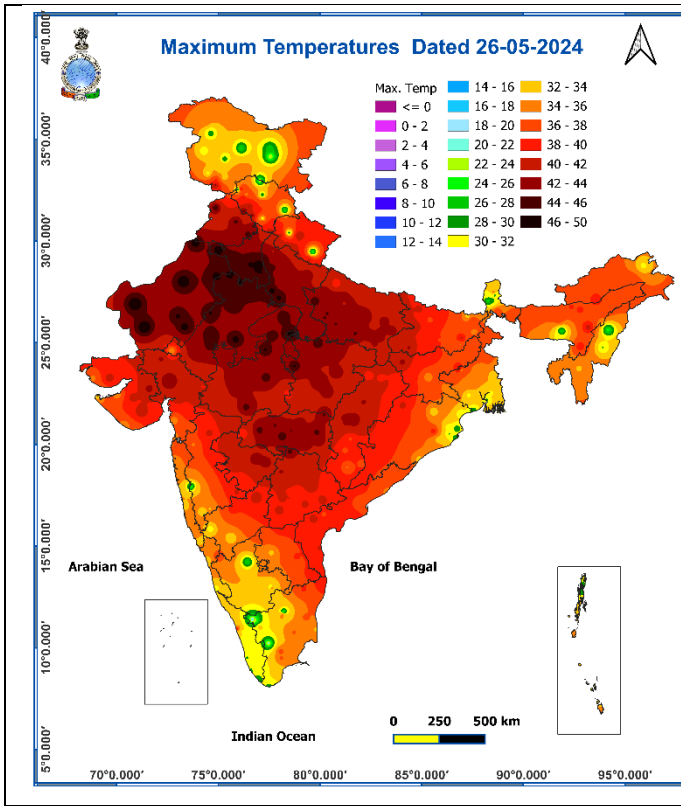 Maximum Temperatures Dated 26-05-2024
Max. Temp
<= 0
0 - 2
2 - 4
4 - 6
6 - 8
8 - 10
10 - 12
12 - 14
14 - 16
16 - 18
18 - 20
20 - 22
22 - 24
24 - 26
26 - 28
28 - 30
30 - 32
32 - 34
34 - 36
36 - 38
38 - 40
40 - 42
42 - 44
44 - 46
46 - 50
40°0.000'
35°0.000'
30°0.000'
25°0.000'
20°0.000'
15°0.000'
10°0.000'
5°0.000'
Arabian Sea
Bay of Bengal
Indian Ocean
0 250 500 km
70°0.000' 75°0.000' 80°0.000' 85°0.000' 90°0.000' 95°0.000'